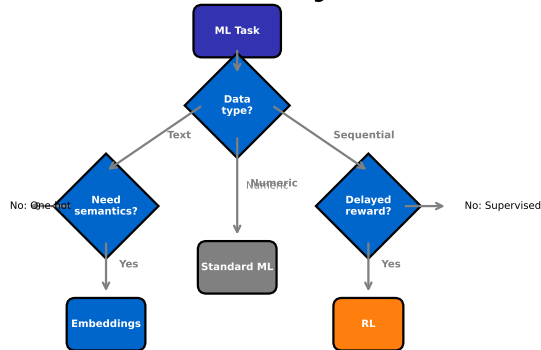 ML Task
Data
type?
Text
Sequential
Numeric
Numeric
No: One-hot
Need
semantics?
Delayed
reward?
No: Supervised
Yes
Standard ML
Yes
Embeddings
RL